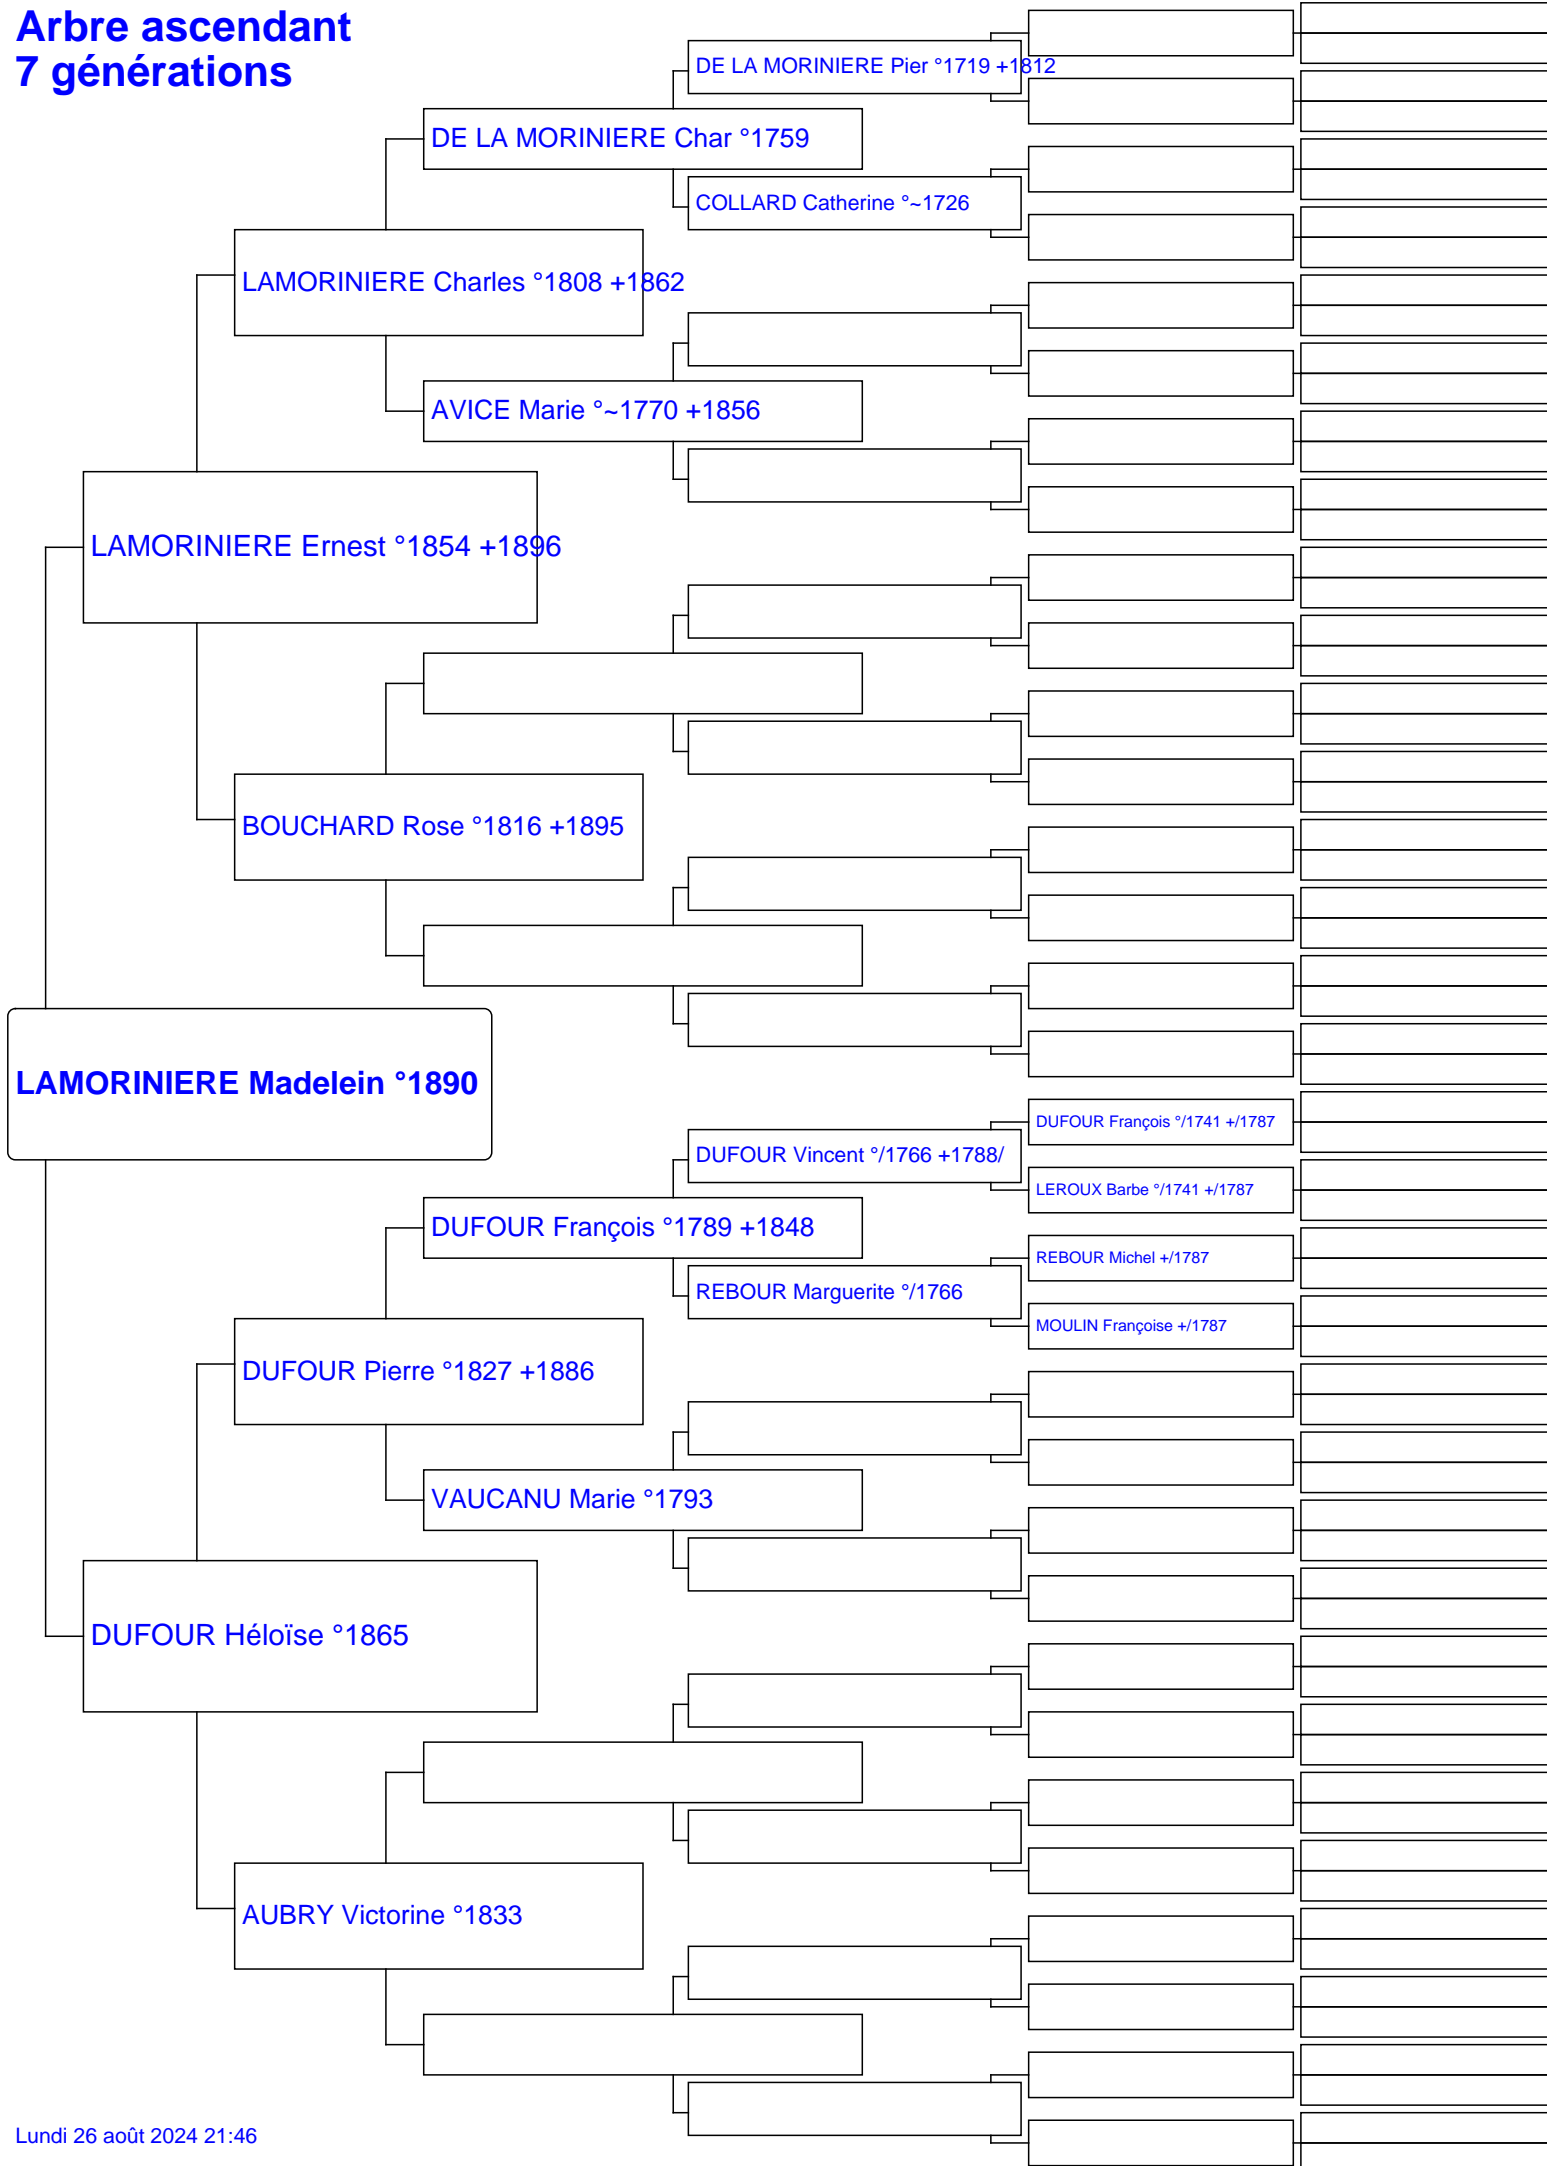 Arbre ascendant
7 générations
DE LA MORINIERE Pier °1719 +1812
DE LA MORINIERE Char °1759
COLLARD Catherine °~1726
LAMORINIERE Charles °1808 +1862
AVICE Marie °~1770 +1856
LAMORINIERE Ernest °1854 +1896
BOUCHARD Rose °1816 +1895
LAMORINIERE Madelein °1890
DUFOUR François °/1741 +/1787
DUFOUR Vincent °/1766 +1788/
LEROUX Barbe °/1741 +/1787
DUFOUR François °1789 +1848
REBOUR Michel +/1787
REBOUR Marguerite °/1766
MOULIN Françoise +/1787
DUFOUR Pierre °1827 +1886
VAUCANU Marie °1793
DUFOUR Héloïse °1865
AUBRY Victorine °1833
Lundi 26 août 2024 21:46